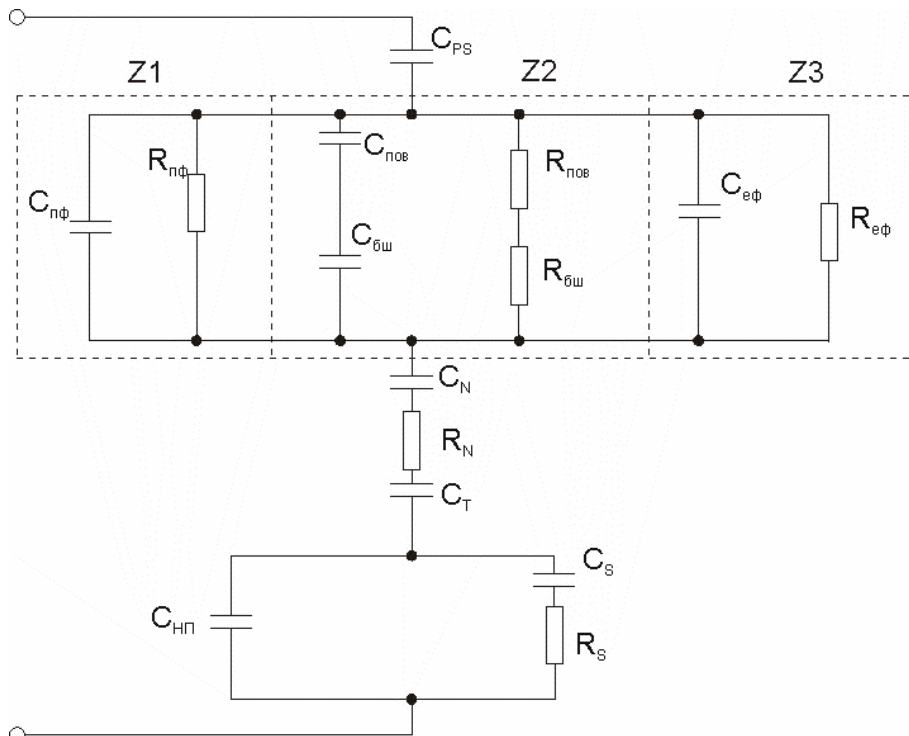 C_PS
Z1 Z2 Z3
C_пф R_пф C_пов R_пов C_еф R_еф
C_бш R_бш
C_N
R_N
C_T
C_S
C_НП R_S